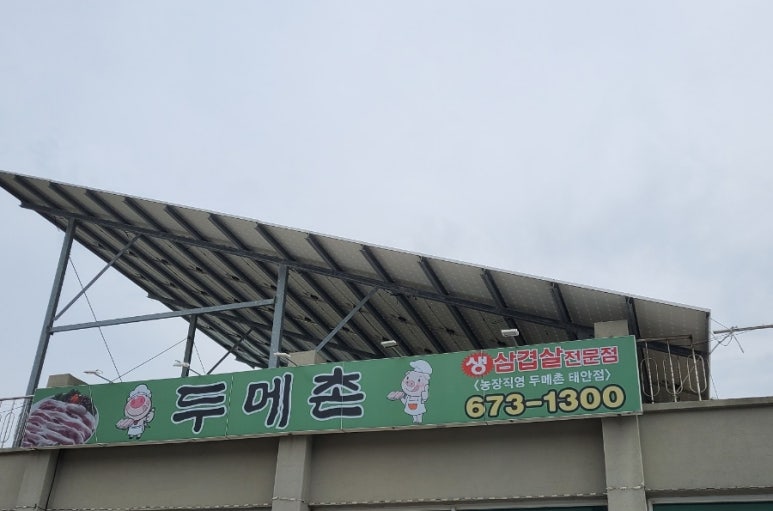 두메촌
생 삼겹살전문점
<농장직영 두메촌 태안점>
673-1300